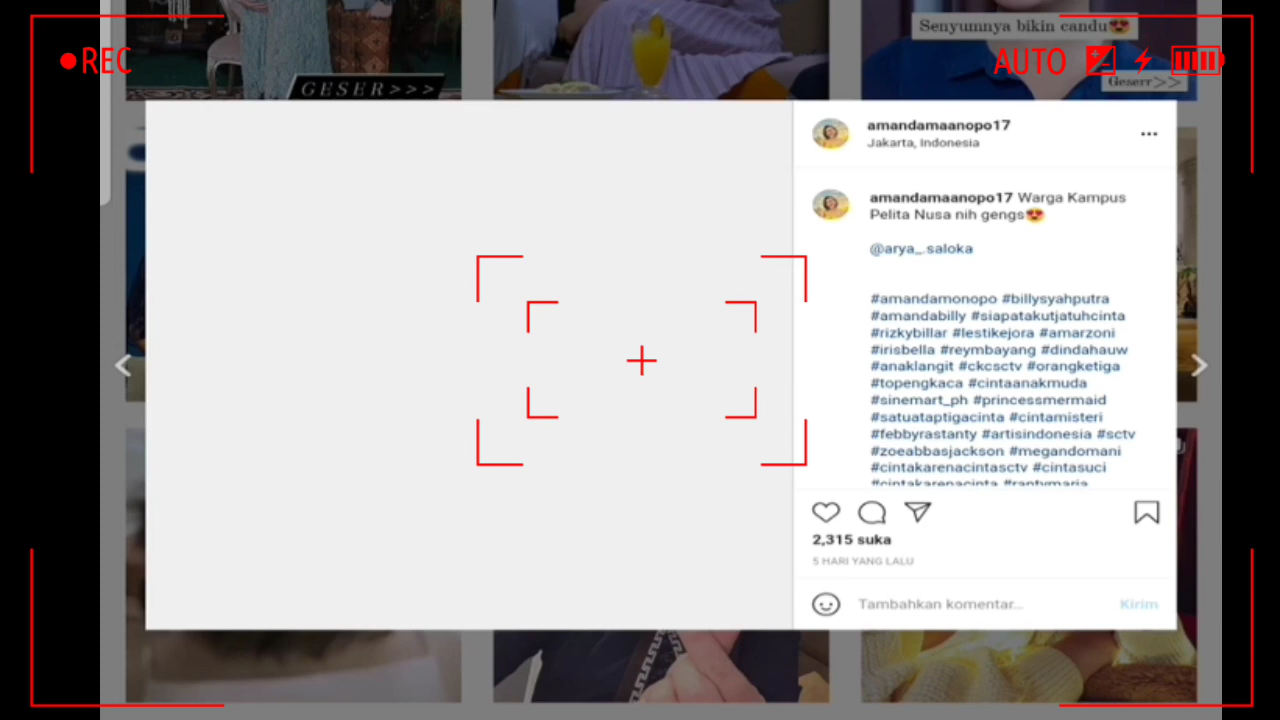 Senyumnya bikin candu😍
REC
AUTO
GESER>>>
Geserr>>
amandamaanopo17
Jakarta, Indonesia
amandamaanopo17 Warga Kampus
Pelita Nusa nih gengs😍
@arya_.saloka
#amandamonopo #billysyahputra
#amandabilly #siapatakutjatuhcinta
#rizkybillar #lestikejora #amarzoni
#irisbella #reymbayang #dindahauw
#anaklangit #ckcsctv #orangketiga
#topengkaca #cintaanakmuda
#sinemart_ph #princessmermaid
#satuataptigacinta #cintamisteri
#febbyrastanty #artisindonesia #sctv
#zoeabbasjackson #megandomani
#cintakarenacintasctv #cintasuci
#cintakarenacinta #rantymaria
2,315 suka
5 HARI YANG LALU
Tambahkan komentar...
Kirim